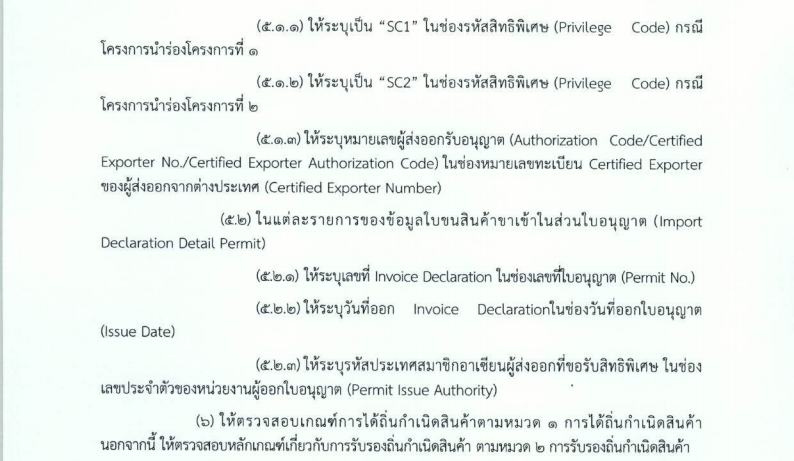 (๕.๑.๑) ให้ระบุเป็น “SC1” ในช่องรหัสสิทธิพิเศษ (Privilege Code) กรณี
โครงการนำร่องโครงการที่ ๑
(๕.๑.๒) ให้ระบุเป็น “SC2” ในช่องรหัสสิทธิพิเศษ (Privilege Code) กรณี
โครงการนำร่องโครงการที่ ๒
(๕.๑.๓) ให้ระบุหมายเลขผู้ส่งออกรับอนุญาต (Authorization Code/Certified
Exporter No./Certified Exporter Authorization Code) ในช่องหมายเลขทะเบียน Certified Exporter
ของผู้ส่งออกจากต่างประเทศ (Certified Exporter Number)
(๕.๒) ในแต่ละรายการของข้อมูลใบขนสินค้าขาเข้าในส่วนใบอนุญาต (Import
Declaration Detail Permit)
(๕.๒.๑) ให้ระบุเลขที่ Invoice Declaration ในช่องเลขที่ใบอนุญาต (Permit No.)
(๕.๒.๒) ให้ระบุวันที่ออก Invoice Declarationในช่องวันที่ออกใบอนุญาต
(Issue Date)
(๕.๒.๓) ให้ระบุรหัสประเทศสมาชิกอาเซียนผู้ส่งออกที่ขอรับสิทธิพิเศษ ในช่อง
เลขประจำตัวของหน่วยงานผู้ออกใบอนุญาต (Permit Issue Authority)
(๖) ให้ตรวจสอบเกณฑ์การได้ถิ่นกำเนิดสินค้าตามหมวด ๑ การได้ถิ่นกำเนิดสินค้า
นอกจากนี้ ให้ตรวจสอบหลักเกณฑ์เกี่ยวกับการรับรองถิ่นกำเนิดสินค้า ตามหมวด ๒ การรับรองถิ่นกำเนิดสินค้า